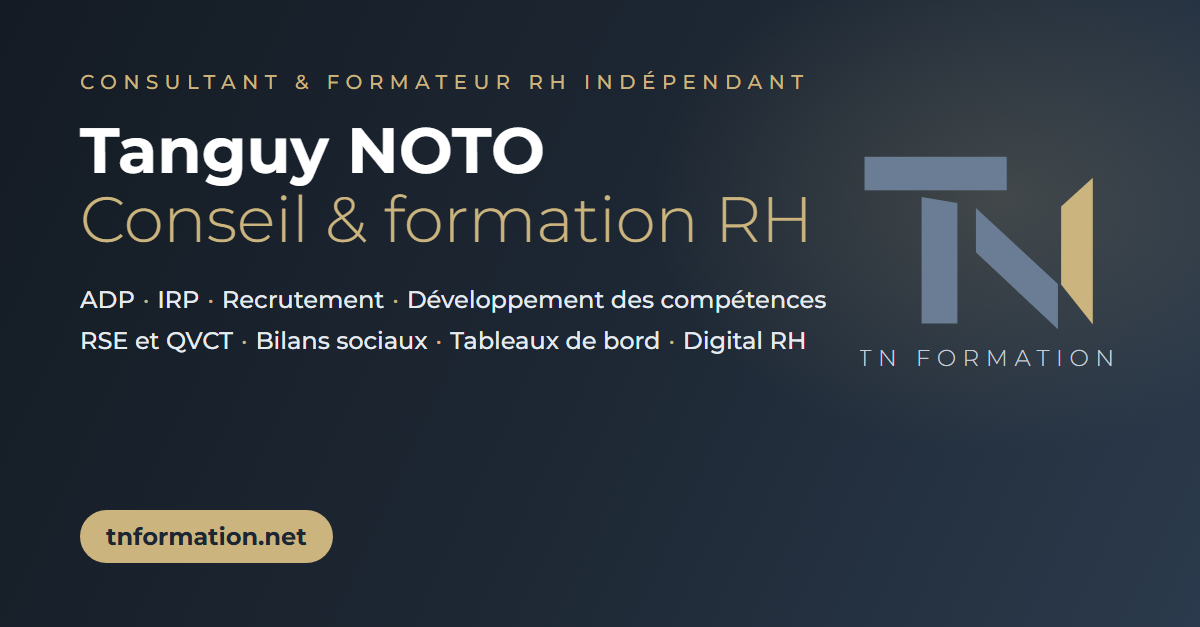 CONSULTANT & FORMATEUR RH INDÉPENDANT
Tanguy NOTO
Conseil & formation RH
ADP · IRP · Recrutement · Développement des compétences
RSE et QVCT · Bilans sociaux · Tableaux de bord · Digital RH
TN
TN FORMATION
tnformation.net